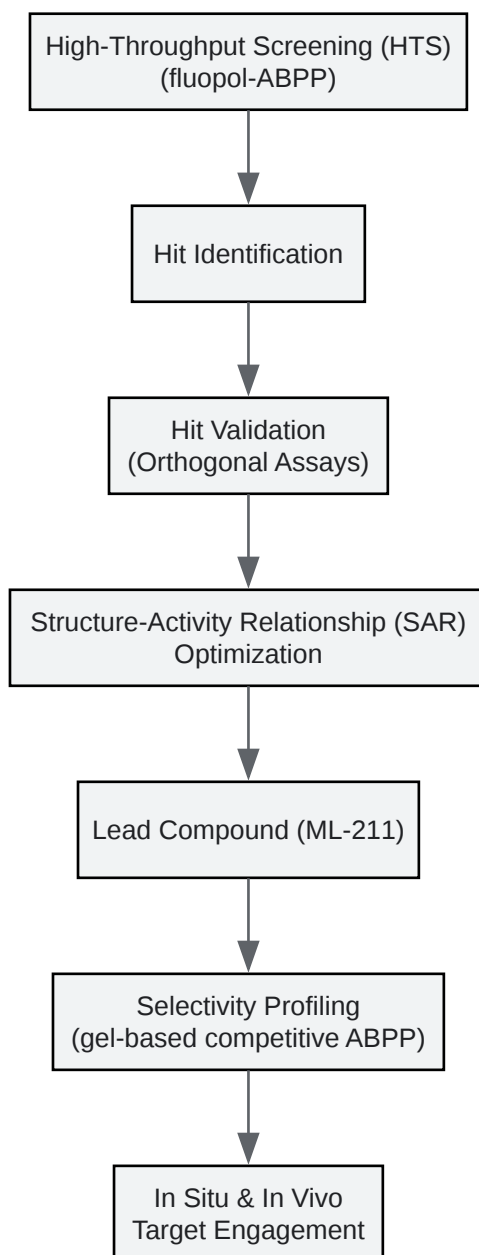 High-Throughput Screening (HTS)
(fluopol-ABPP)
Hit Identification
Hit Validation
(Orthogonal Assays)
Structure-Activity Relationship (SAR)
Optimization
Lead Compound (ML-211)
Selectivity Profiling
(gel-based competitive ABPP)
In Situ & In Vivo
Target Engagement